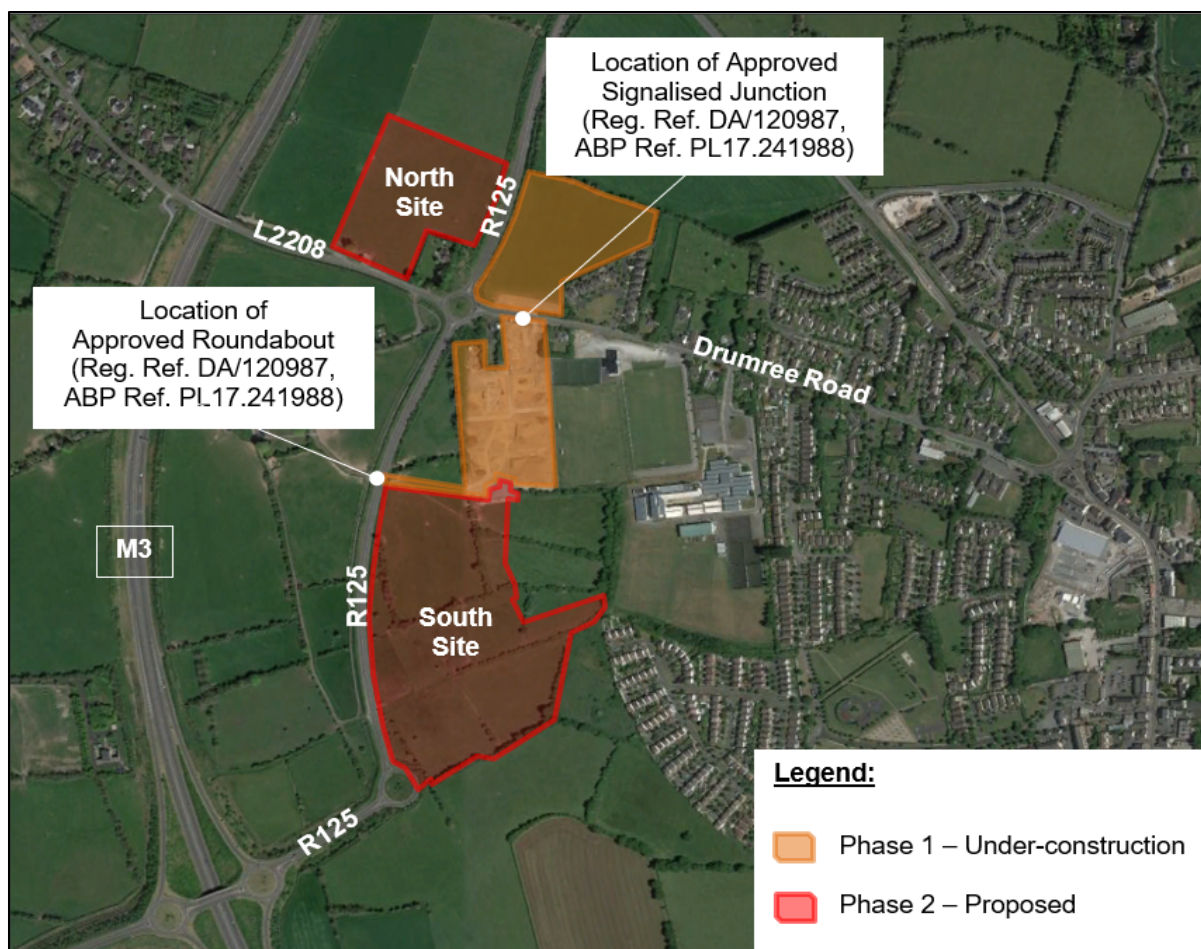 Location of Approved
Signalised Junction
(Reg. Ref. DA/120987,
ABP Ref. PL17.241988)
North
Site
R125
L2208
Location of
Approved Roundabout
(Reg. Ref. DA/120987,
ABP Ref. PL17.241988)
Drumree Road
M3
R125
South
Site
R125
Legend:
Phase 1 – Under-construction
Phase 2 – Proposed